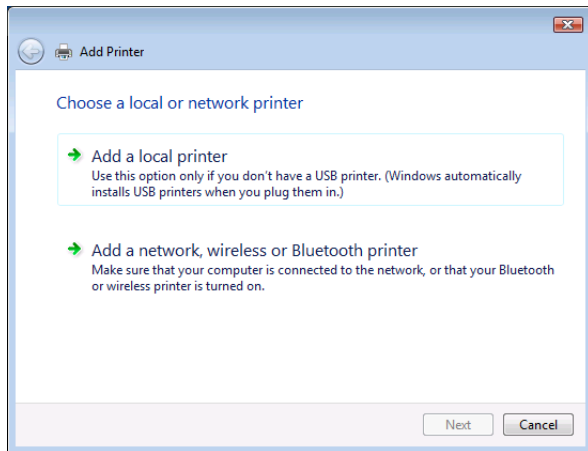 Add Printer
Choose a local or network printer
Add a local printer
Use this option only if you don't have a USB printer. (Windows automatically
installs USB printers when you plug them in.)
Add a network, wireless or Bluetooth printer
Make sure that your computer is connected to the network, or that your Bluetooth
or wireless printer is turned on.
Next
Cancel